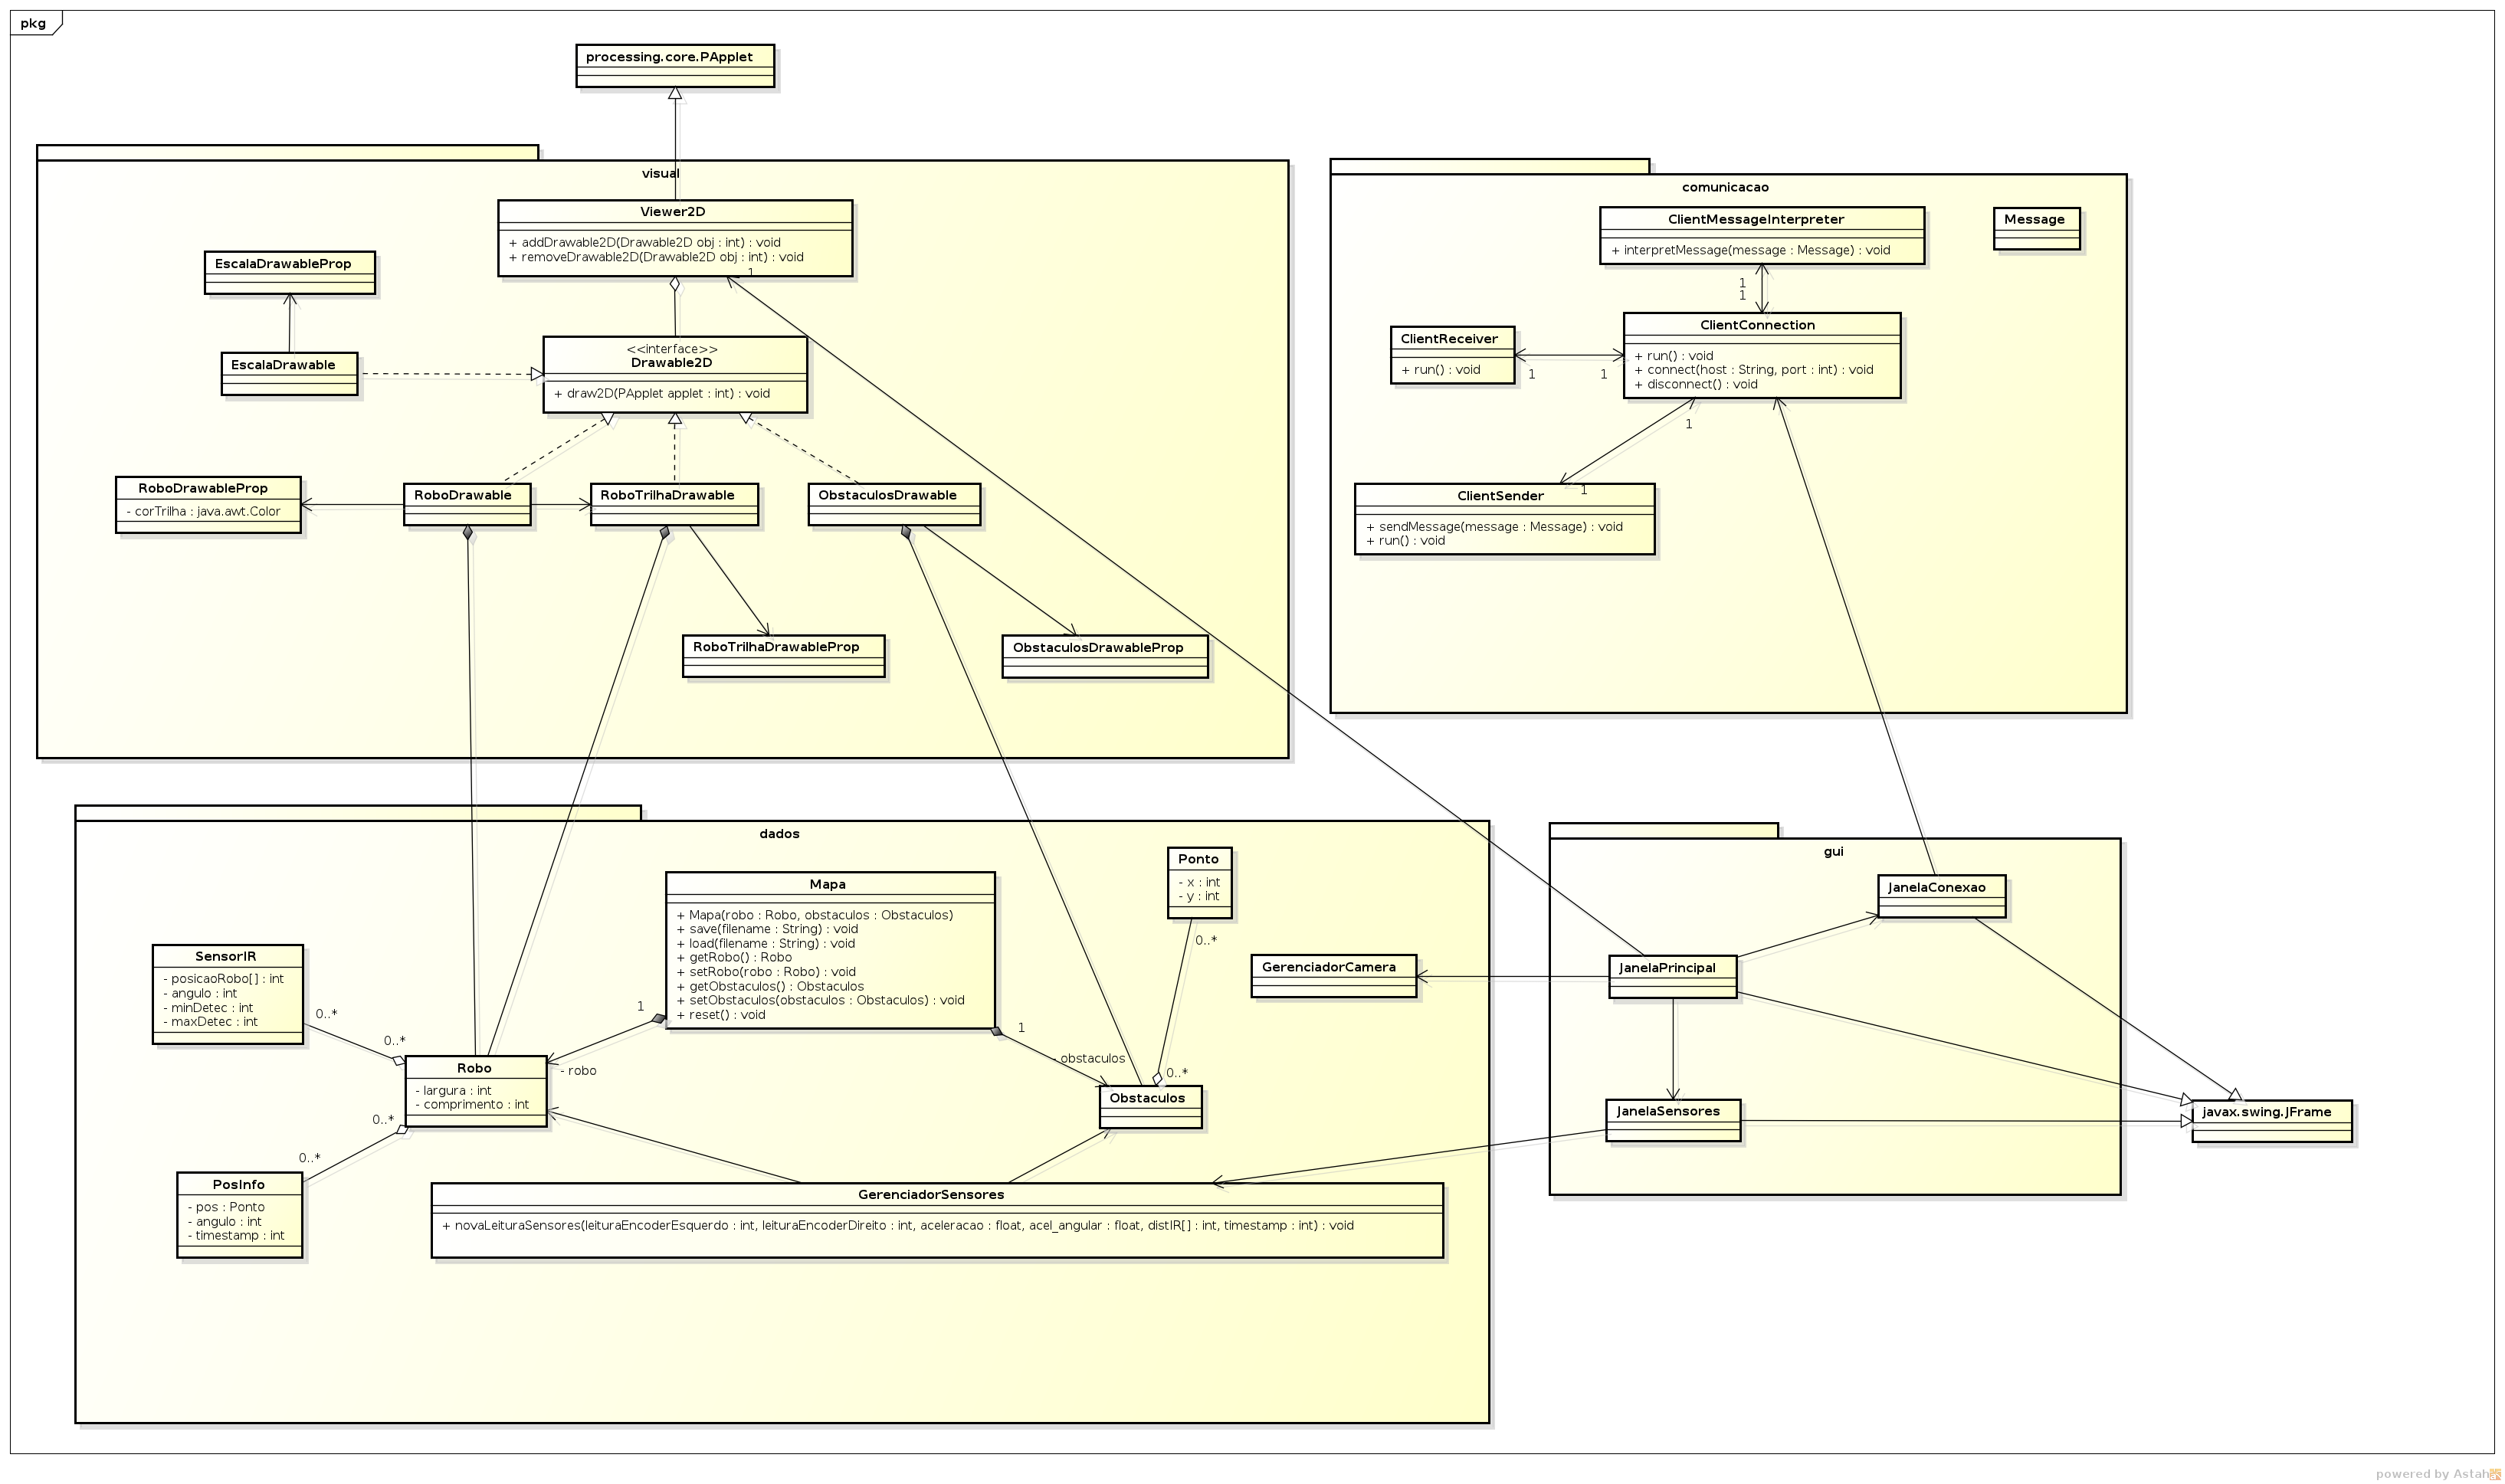 pkg
processing.core.PApplet
visual
Viewer2D
+ addDrawable2D(Drawable2D obj : int) : void
+ removeDrawable2D(Drawable2D obj : int) : void
1
EscalaDrawableProp
EscalaDrawable
<<interface>>
Drawable2D
+ draw2D(PApplet applet : int) : void
RoboDrawableProp
- corTrilha : java.awt.Color
RoboDrawable
RoboTrilhaDrawable
ObstaculosDrawable
RoboTrilhaDrawableProp
ObstaculosDrawableProp
comunicacao
ClientMessageInterpreter
+ interpretMessage(message : Message) : void
Message
1
1
ClientReceiver
+ run() : void
1
1
ClientConnection
+ run() : void
+ connect(host : String, port : int) : void
+ disconnect() : void
1
1
ClientSender
+ sendMessage(message : Message) : void
+ run() : void
dados
Mapa
+ Mapa(robo : Robo, obstaculos : Obstaculos)
+ save(filename : String) : void
+ load(filename : String) : void
+ getRobo() : Robo
+ setRobo(robo : Robo) : void
+ getObstaculos() : Obstaculos
+ setObstaculos(obstaculos : Obstaculos) : void
+ reset() : void
Ponto
- x : int
- y : int
0..*
0..*
SensorIR
- posicaoRobo[] : int
- angulo : int
- minDetec : int
- maxDetec : int
0..*
0..*
1
- robo
1
- obstaculos
Robo
- largura : int
- comprimento : int
0..*
0..*
Obstaculos
GerenciadorCamera
PosInfo
- pos : Ponto
- angulo : int
- timestamp : int
GerenciadorSensores
+ novaLeituraSensores(leituraEncoderEsquerdo : int, leituraEncoderDireito : int, aceleracao : float, acel_angular : float, distIR[] : int, timestamp : int) : void
gui
JanelaConexao
JanelaPrincipal
JanelaSensores
javax.swing.JFrame
powered by Astah